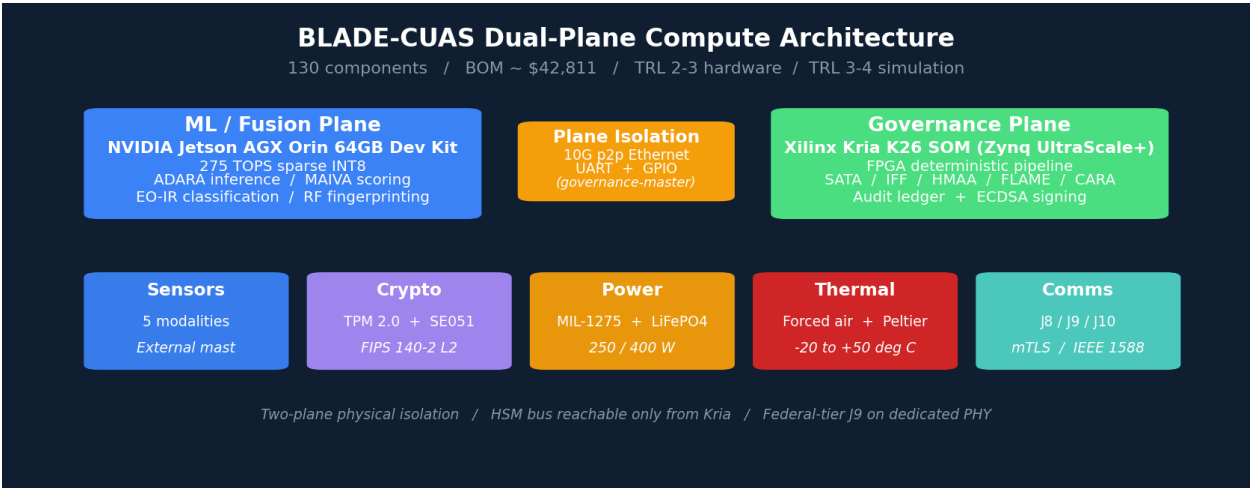 BLADE-CUAS Dual-Plane Compute Architecture
130 components / BOM ~ $42,811 / TRL 2-3 hardware / TRL 3-4 simulation
ML / Fusion Plane
NVIDIA Jetson AGX Orin 64GB Dev Kit
275 TOPS sparse INT8
ADARA inference / MAIVA scoring
EO-IR classification / RF fingerprinting
Plane Isolation
10G p2p Ethernet
UART + GPIO
(governance-master)
Governance Plane
Xilinx Kria K26 SOM (Zynq UltraScale+)
FPGA deterministic pipeline
SATA / IFF / HMAA / FLAME / CARA
Audit ledger + ECDSA signing
Sensors
5 modalities
External mast
Crypto
TPM 2.0 + SE051
FIPS 140-2 L2
Power
MIL-1275 + LiFePO4
250 / 400 W
Thermal
Forced air + Peltier
-20 to +50 deg C
Comms
J8 / J9 / J10
mTLS / IEEE 1588
Two-plane physical isolation / HSM bus reachable only from Kria / Federal-tier J9 on dedicated PHY